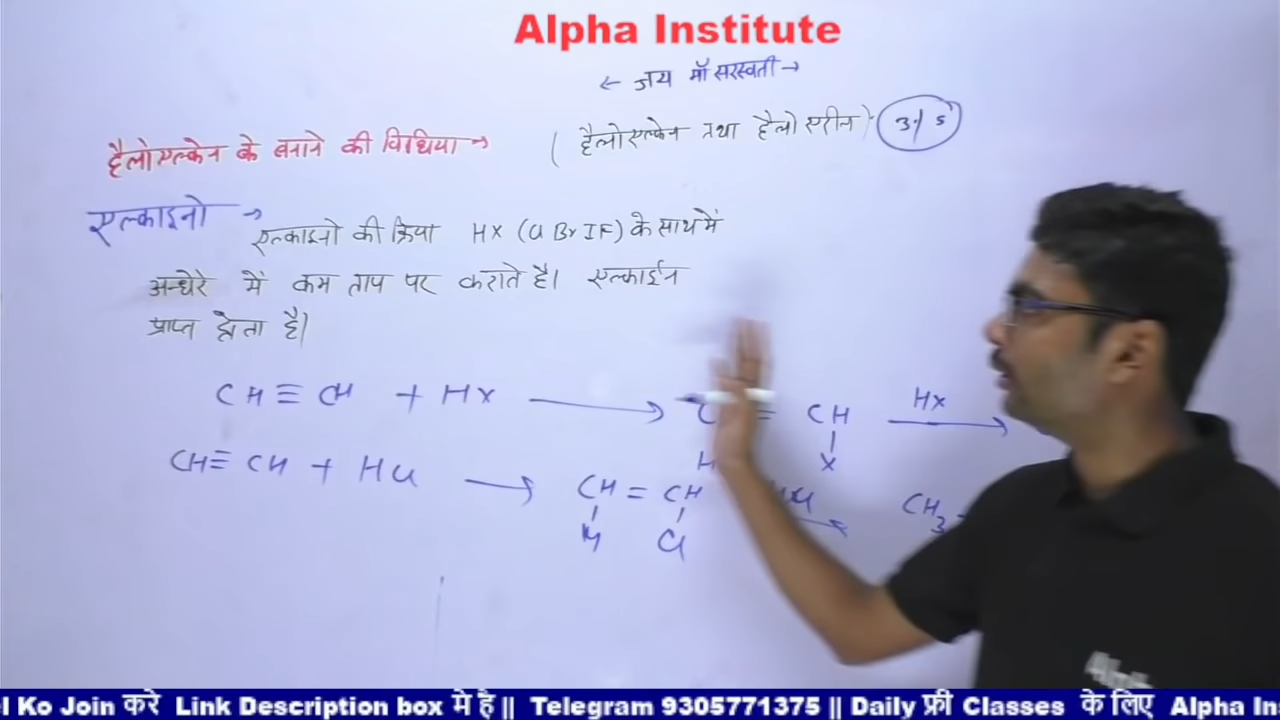 Alpha Institute
← जय माँ सरस्वती →
हैलोएल्केन के बनाने की विधिया → (हैलोएल्केन तथा हैलोएरीन)
एल्काइनो → एल्काइनो की क्रिया HX (Cl Br I F) के साथ में
अन्धेरे में कम ताप पर कराते है। एल्काईन
प्राप्त होता है।
CH ≡ CH + HX → = CH HX →
H X
CH ≡ CH + HCl → CH = CH → CH3
H Cl
l Ko Join करे Link Description box मे है || Telegram 9305771375 || Daily फ्री Classes के लिए Alpha In